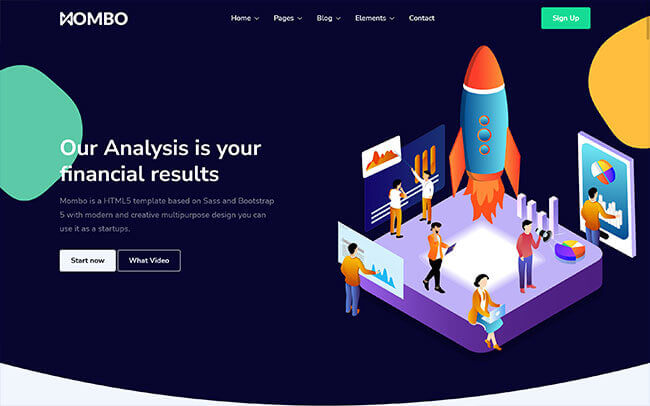 MOMBO
Home Pages Blog Elements Contact
Sign Up
Our Analysis is your
financial results
Mombo is a HTML5 template based on Sass and Bootstrap
5 with modern and creative multipurpose design you can
use it as a startups.
Start now What Video